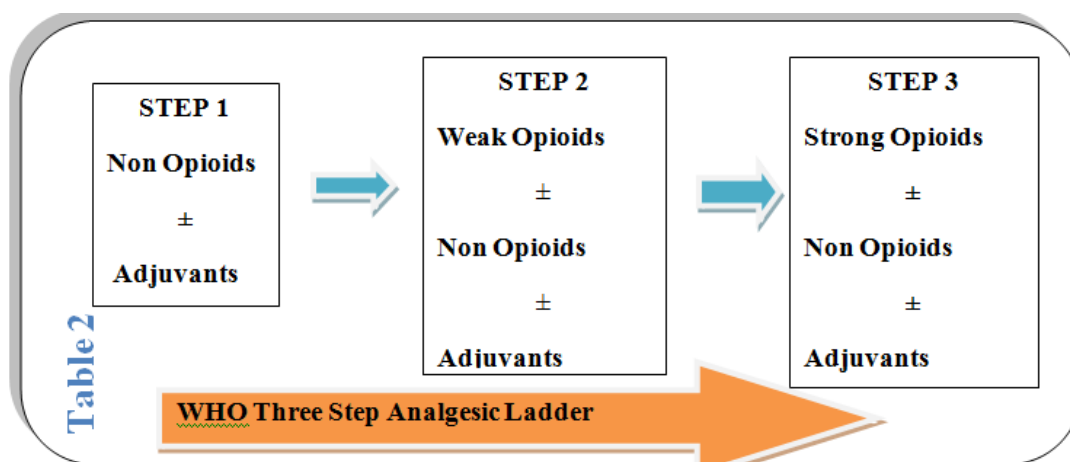 STEP 1
Non Opioids
±
Adjuvants
STEP 2
Weak Opioids
±
Non Opioids
±
Adjuvants
STEP 3
Strong Opioids
±
Non Opioids
±
Adjuvants
Table 2
WHO Three Step Analgesic Ladder